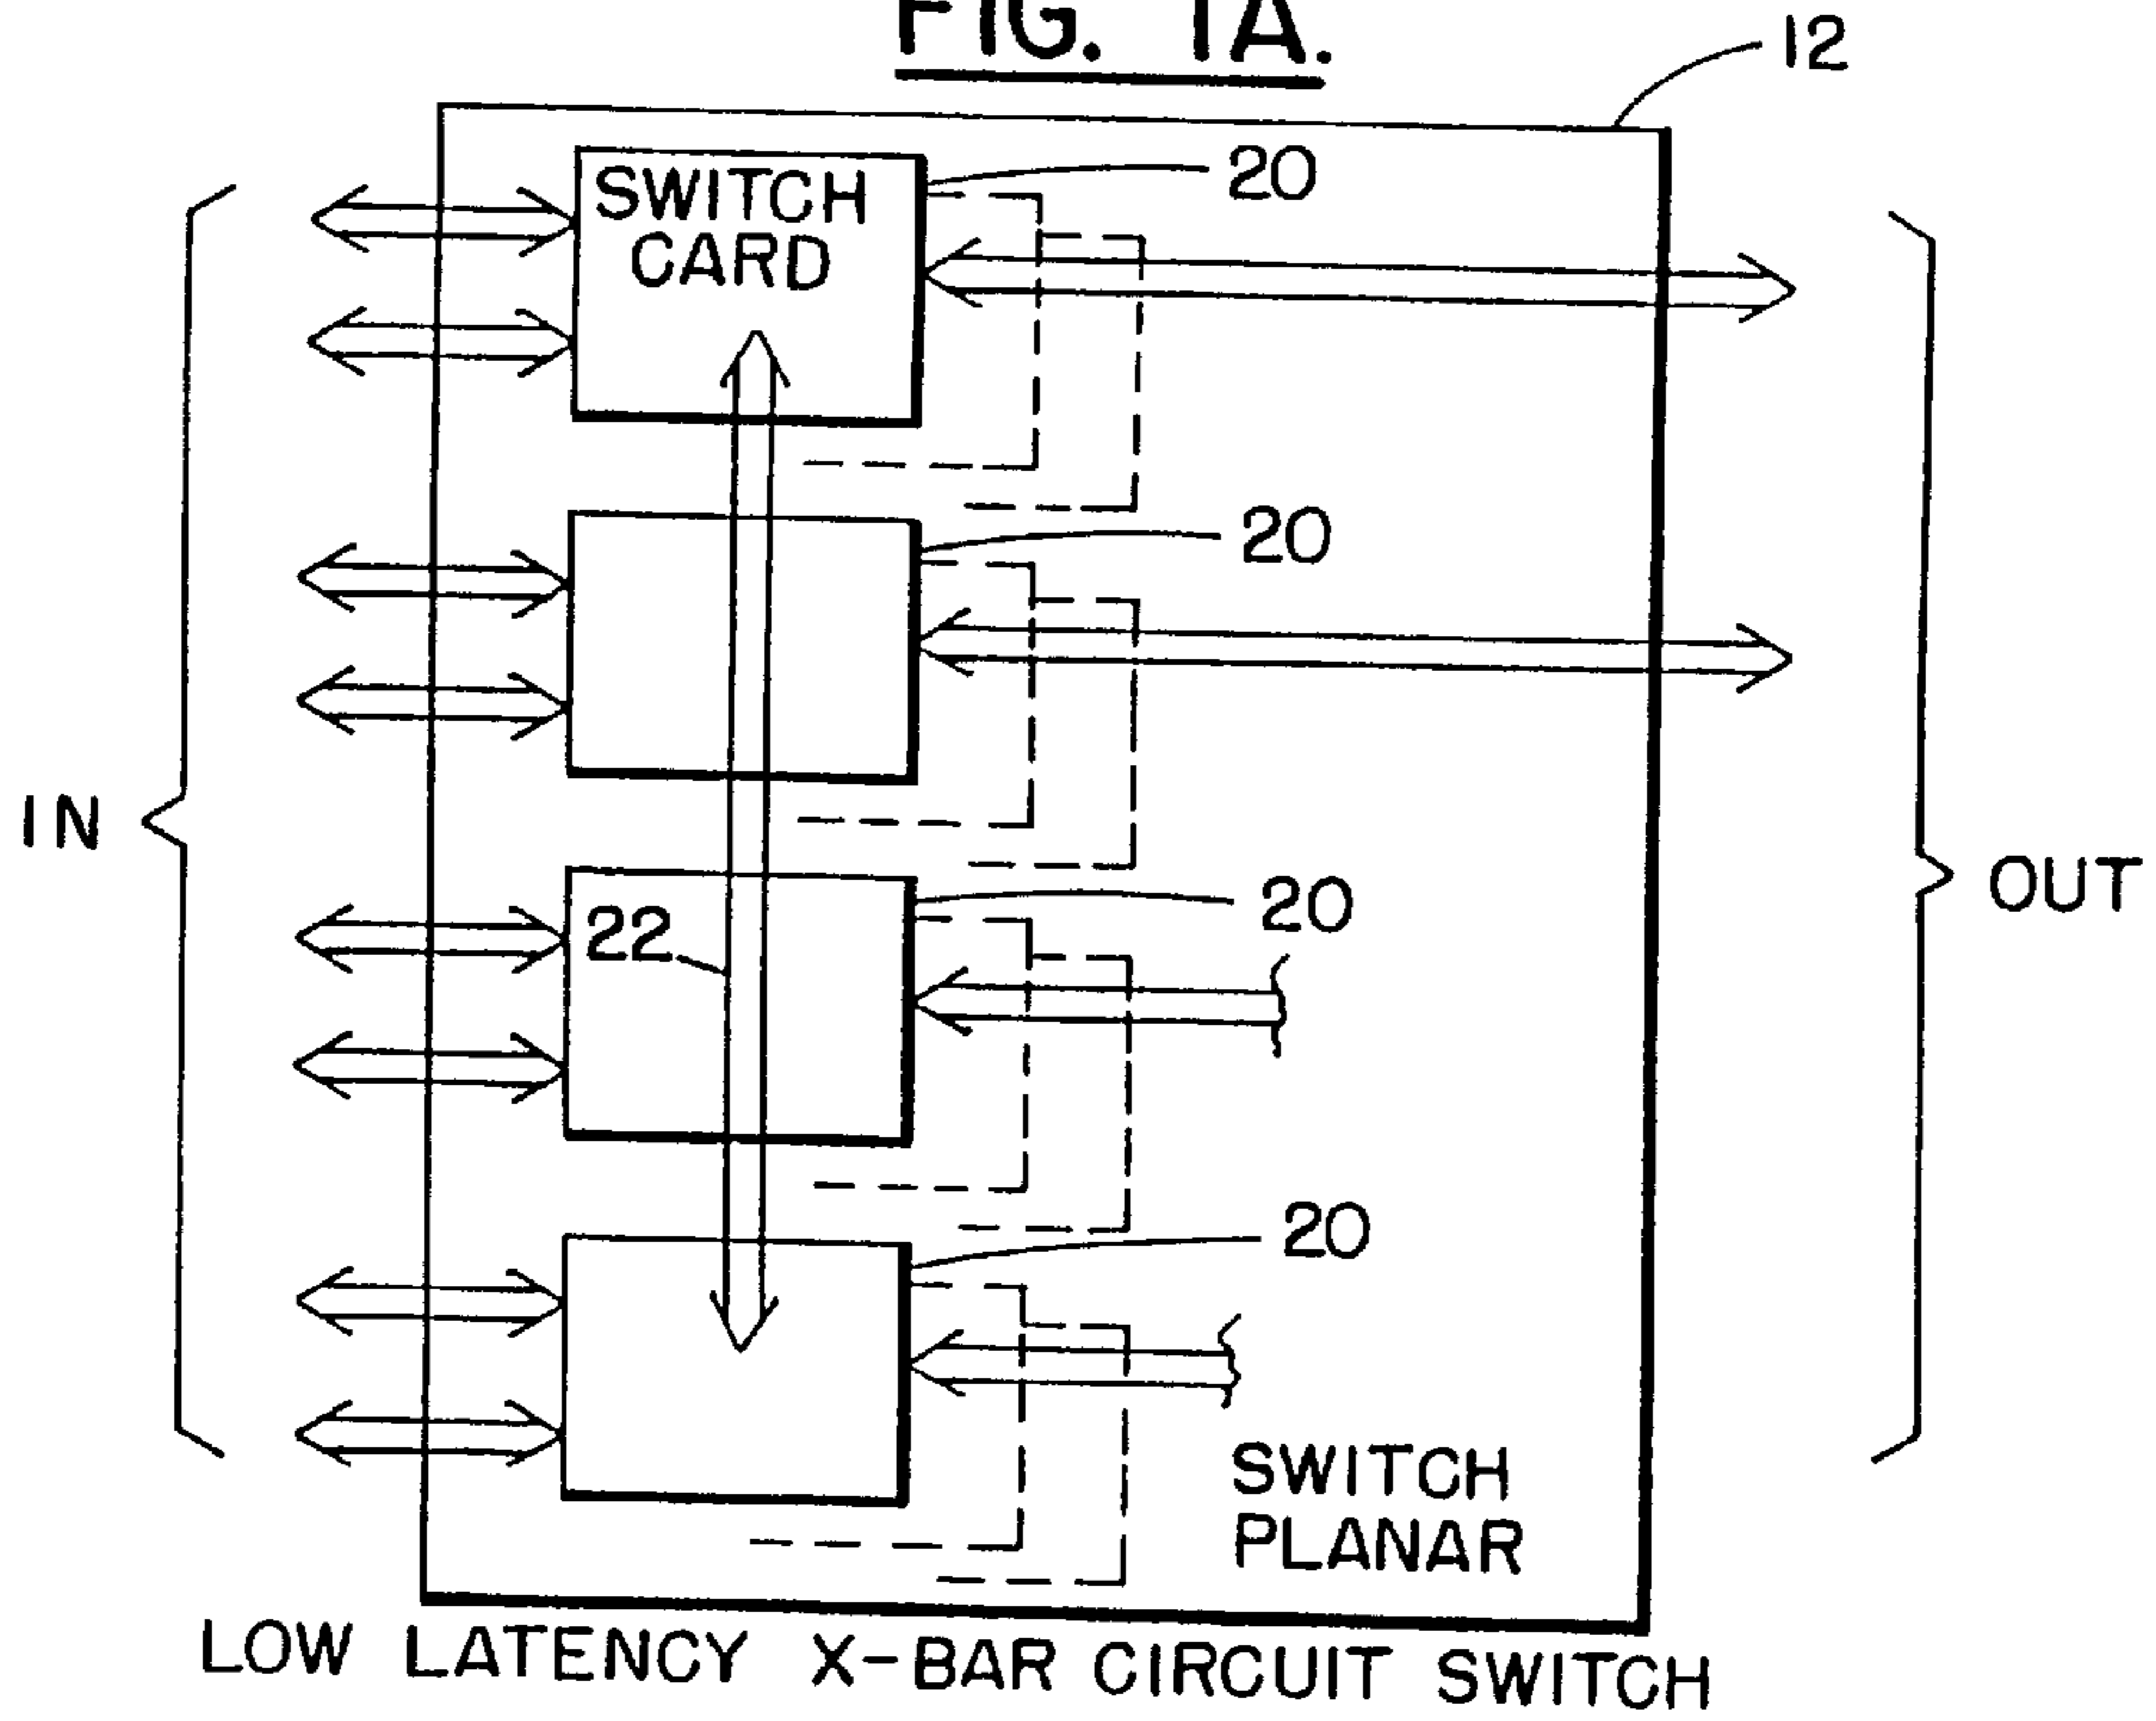 FIG. 1A.
12
SWITCH
CARD
20
20
IN
OUT
20
22
20
SWITCH
PLANAR
LOW LATENCY X-BAR CIRCUIT SWITCH